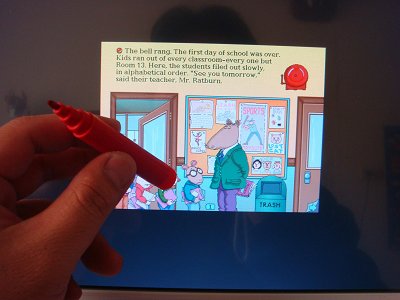 The bell rang. The first day of school was over.
Kids ran out of every classroom-every one but
Room 13. Here, the students filed out slowly,
in alphabetical order. "See you tomorrow,"
said their teacher, Mr. Ratburn.
SPORTS
TRASH
1